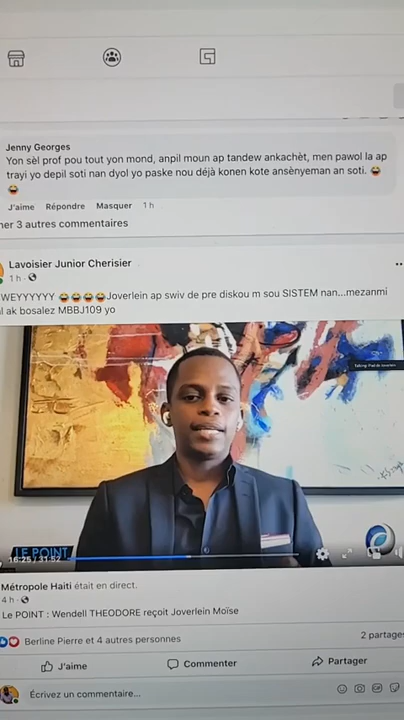 Jenny Georges
Yon sèl prof pou tout yon mond, anpil moun ap tandew ankachèt, men pawol la ap
trayi yo depil soti nan dyol yo paske nou déjà konen kote ansènyeman an soti. 😂
😂
J'aime Répondre Masquer 1 h
her 3 autres commentaires
Lavoisier Junior Cherisier
1 h ·
WEYYYYYY 😂😂😂😂Joverlein ap swiv de pre diskou m sou SISTEM nan...mezanmi
l ak bosalez MBBJ109 yo
LE POINT
16:25 / 31:52
Métropole Haiti était en direct.
4 h ·
Le POINT : Wendell THEODORE reçoit Joverlein Moïse
Berline Pierre et 4 autres personnes
2 partages
J'aime Commenter Partager
Écrivez un commentaire...